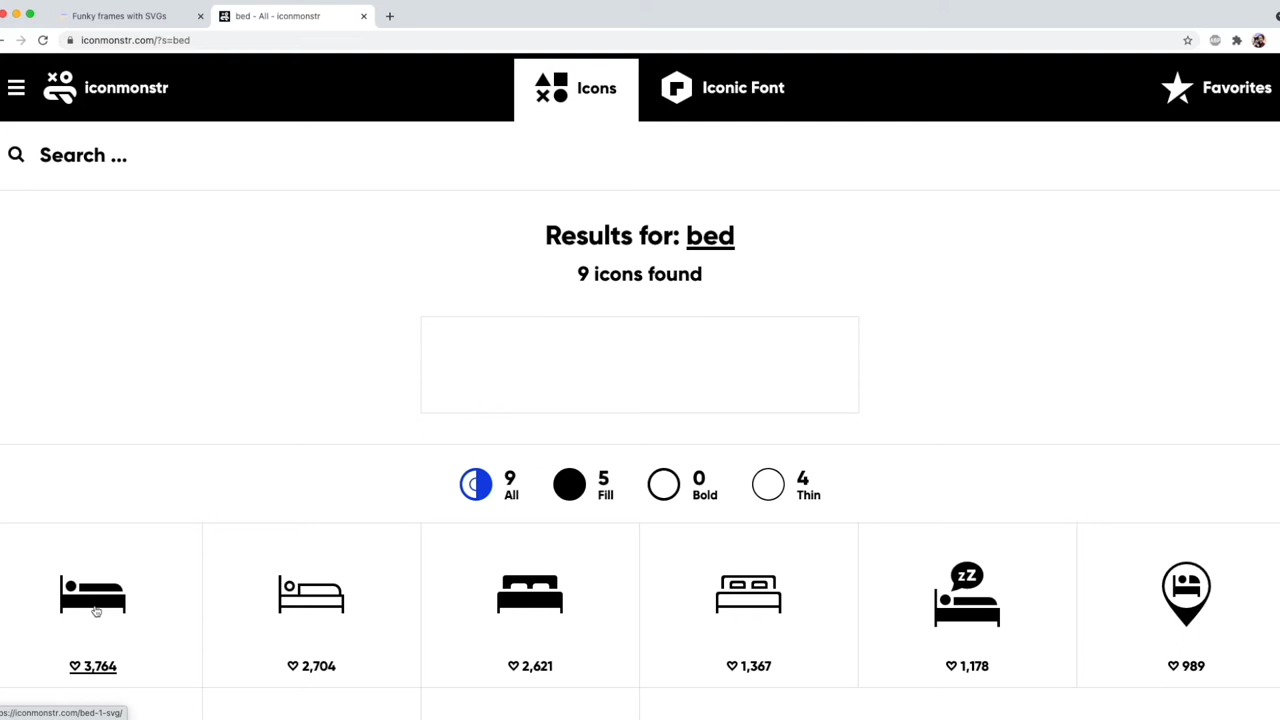 Funky frames with SVGs
bed - All - iconmonstr
iconmonstr.com/?s=bed
iconmonstr
Icons
Iconic Font
Favorites
Search ...
Results for: bed
9 icons found
9
All
5
Fill
0
Bold
4
Thin
zZ
3,764
2,704
2,621
1,367
1,178
989
ps://iconmonstr.com/bed-1-svg/